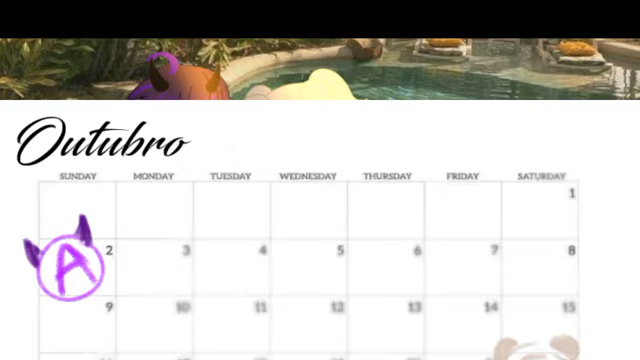 Outubro
SUNDAY MONDAY TUESDAY WEDNESDAY THURSDAY FRIDAY SATURDAY
1
A 2 3 4 5 6 7 8
9 10 11 12 13 14 15